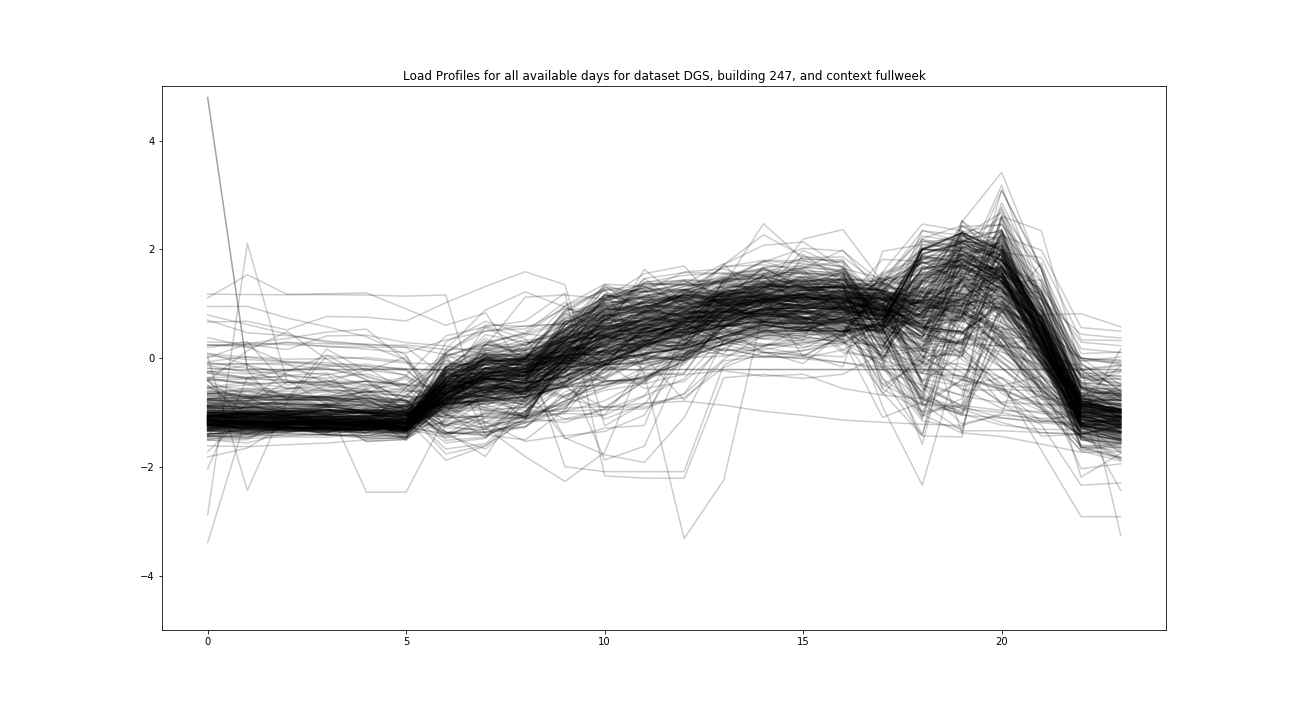 Load Profiles for all available days for dataset DGS, building 247, and context fullweek
4
2
0
−2
−4
0 5 10 15 20